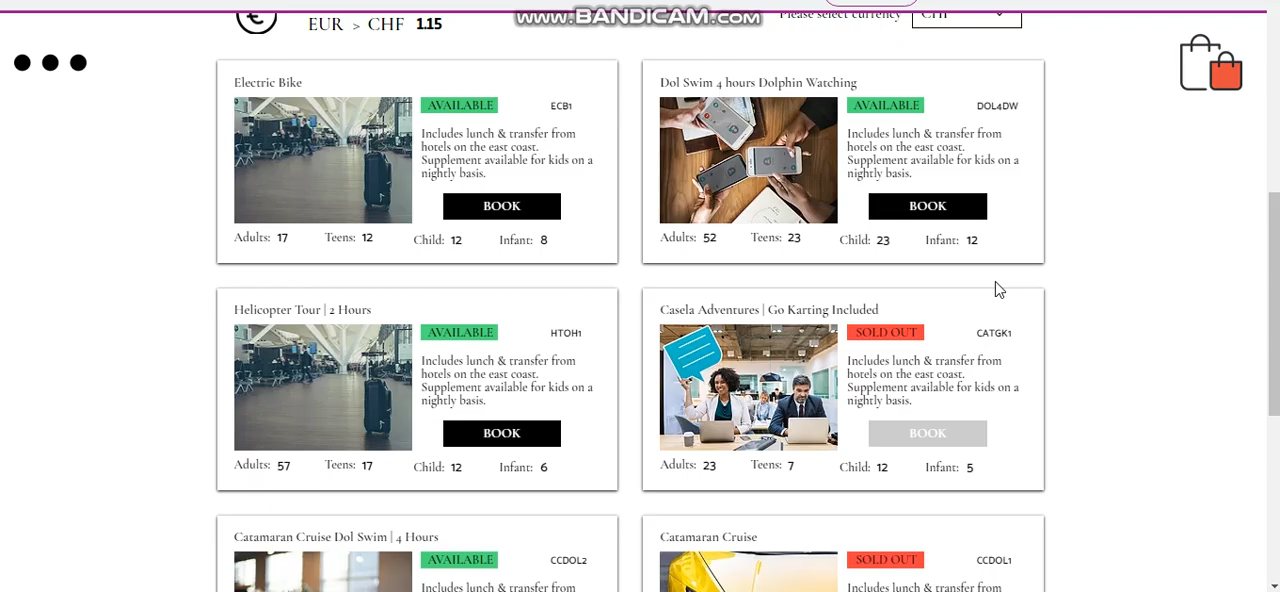 www.BANDICAM.com
EUR > CHF 1.15
Please select currency
CHF
Electric Bike
AVAILABLE ECB1
Includes lunch & transfer from
hotels on the east coast.
Supplement available for kids on a
nightly basis.
BOOK
Adults: 17 Teens: 12 Child: 12 Infant: 8
Dol Swim 4 hours Dolphin Watching
AVAILABLE DOL4DW
Includes lunch & transfer from
hotels on the east coast.
Supplement available for kids on a
nightly basis.
BOOK
Adults: 52 Teens: 23 Child: 23 Infant: 12
Helicopter Tour | 2 Hours
AVAILABLE HTOH1
Includes lunch & transfer from
hotels on the east coast.
Supplement available for kids on a
nightly basis.
BOOK
Adults: 57 Teens: 17 Child: 12 Infant: 6
Casela Adventures | Go Karting Included
SOLD OUT CATGK1
Includes lunch & transfer from
hotels on the east coast.
Supplement available for kids on a
nightly basis.
BOOK
Adults: 23 Teens: 7 Child: 12 Infant: 5
Catamaran Cruise Dol Swim | 4 Hours
AVAILABLE CCDOL2
Includes lunch & transfer from
Catamaran Cruise
SOLD OUT CCDOL1
Includes lunch & transfer from